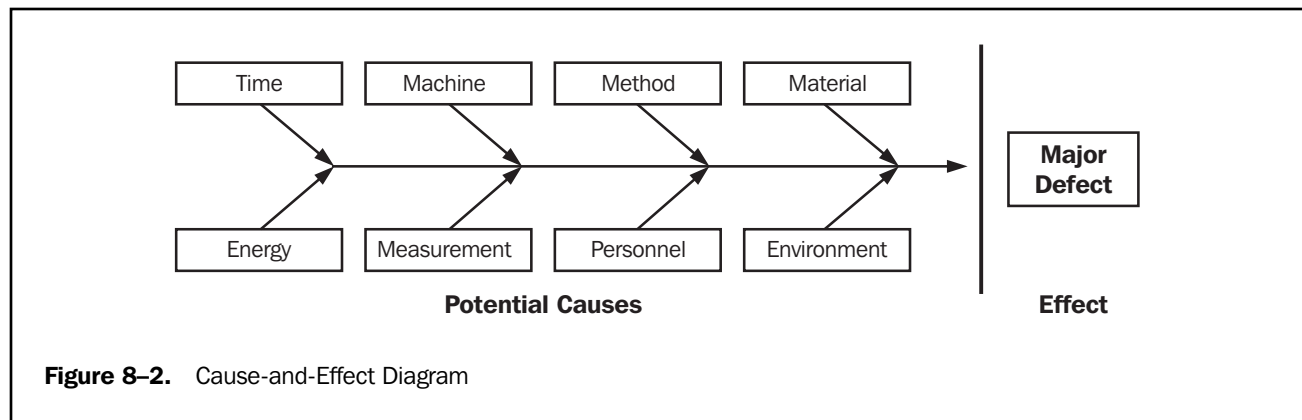 Time
Machine
Method
Material
Major
Defect
Energy
Measurement
Personnel
Environment
Potential Causes
Effect
Figure 8–2. Cause-and-Effect Diagram